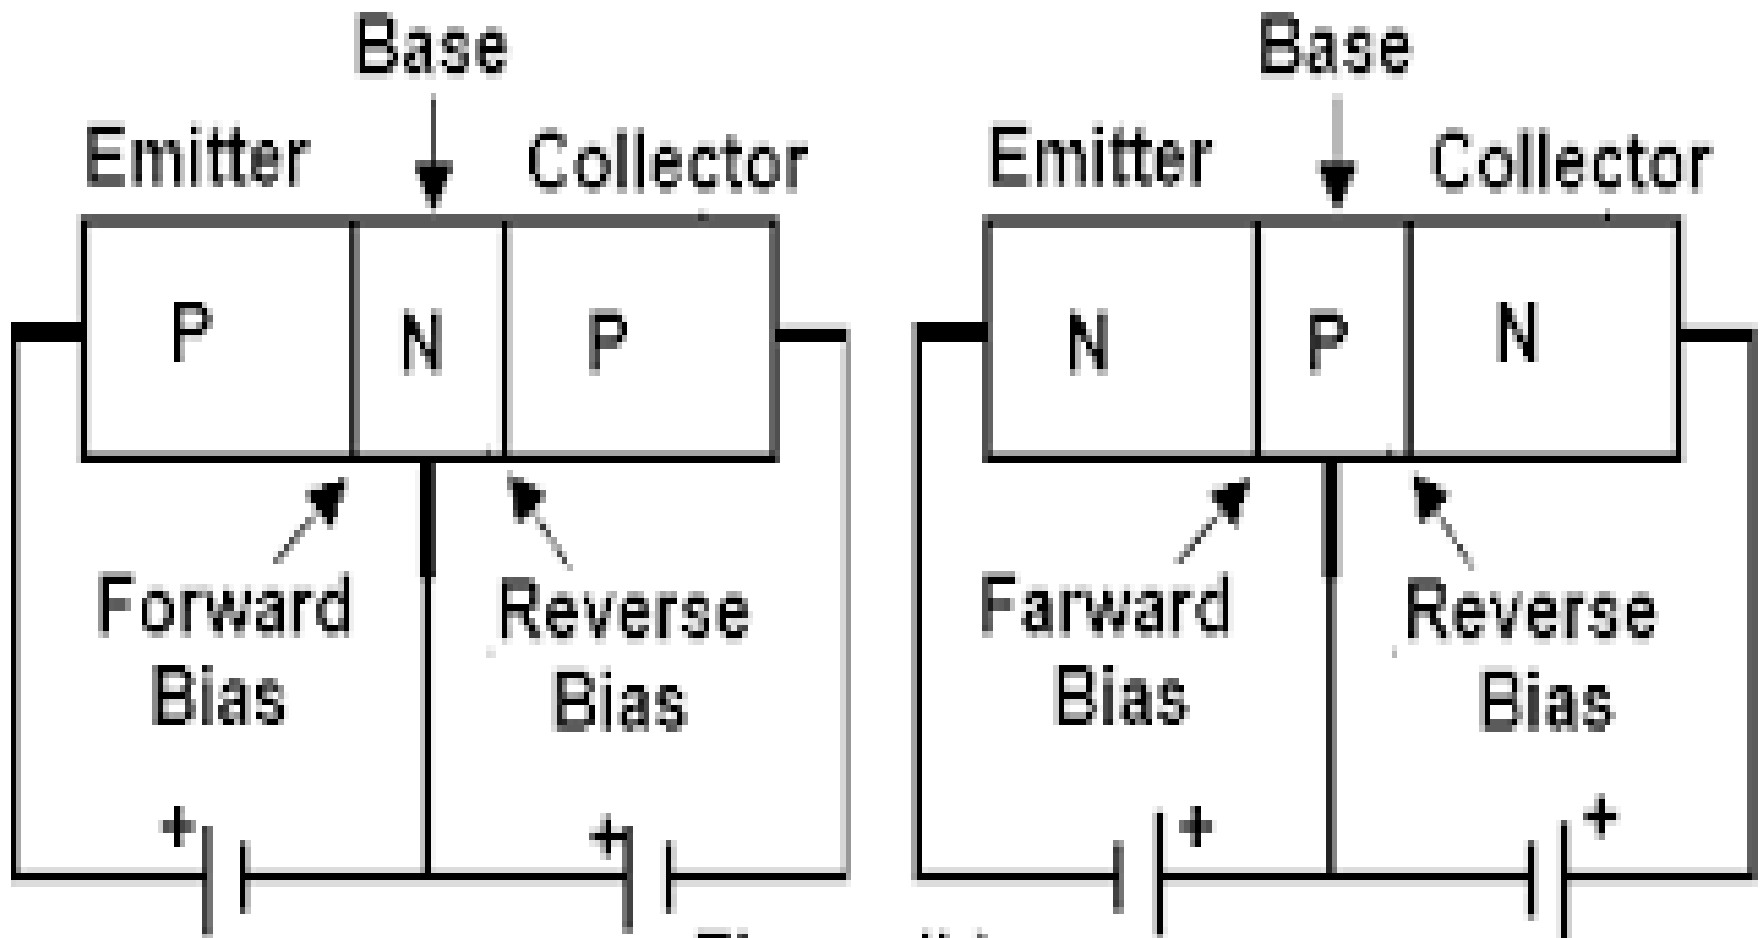 Base
Emitter
Collector
P
N
P
Forward
Bias
Reverse
Bias
+
+
Base
Emitter
Collector
N
P
N
Farward
Bias
Reverse
Bias
+
+